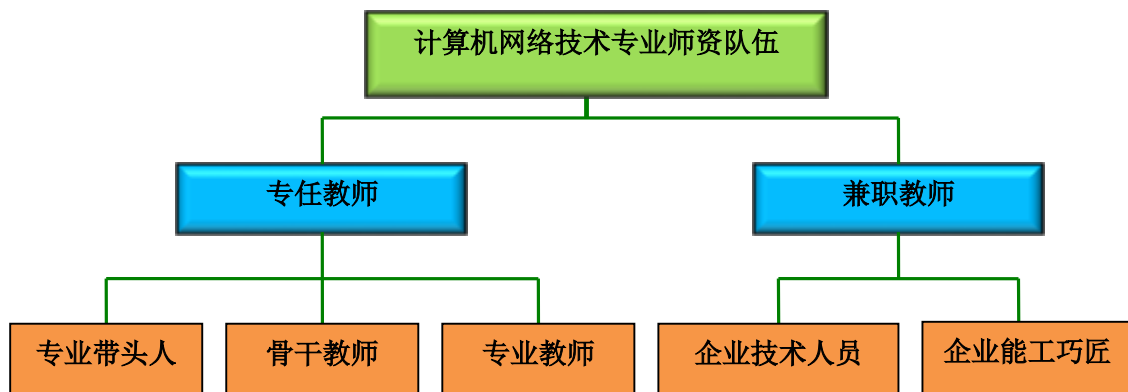 计算机网络技术专业师资队伍
专任教师
兼职教师
专业带头人
骨干教师
专业教师
企业技术人员
企业能工巧匠